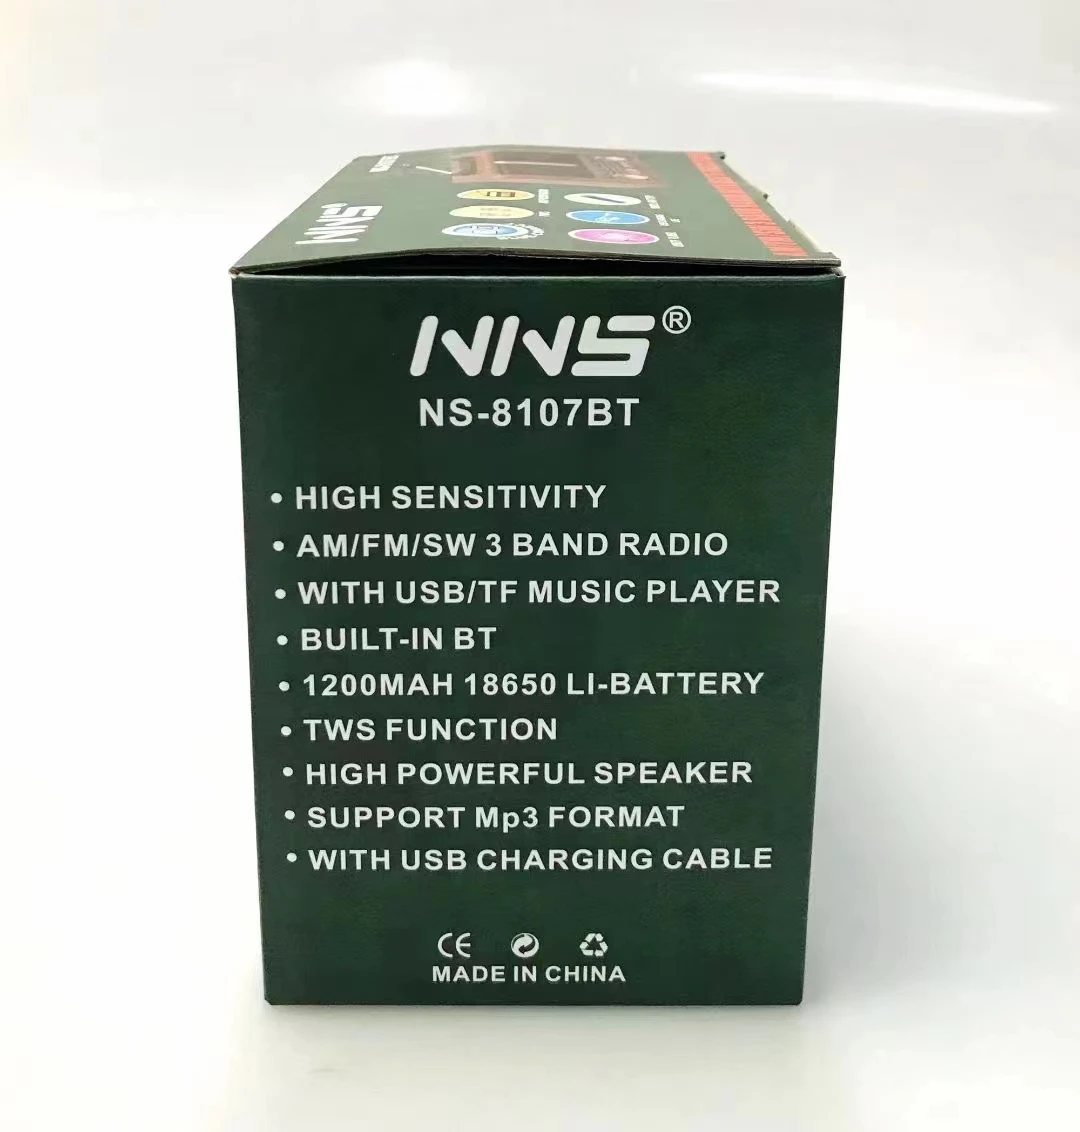 NNS
NNS®
NS-8107BT
• HIGH SENSITIVITY
• AM/FM/SW 3 BAND RADIO
• WITH USB/TF MUSIC PLAYER
• BUILT-IN BT
• 1200MAH 18650 LI-BATTERY
• TWS FUNCTION
• HIGH POWERFUL SPEAKER
• SUPPORT Mp3 FORMAT
• WITH USB CHARGING CABLE
CE
MADE IN CHINA